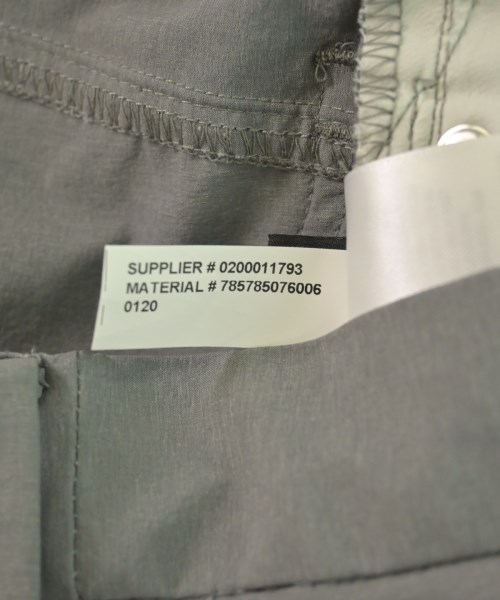 SUPPLIER # 0200011793
MATERIAL # 785785076006
0120